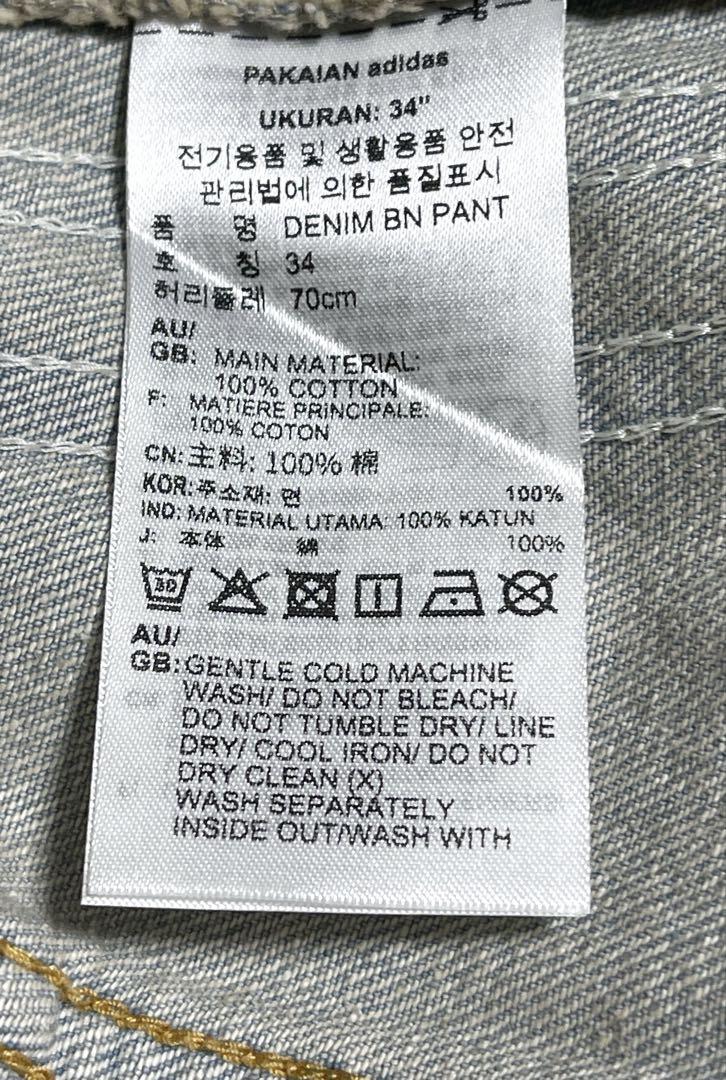 PAKAIAN adidas
UKURAN: 34"
전기용품 및 생활용품 안전
관리법에 의한 품질표시
품 명 DENIM BN PANT
호 칭 34
허리둘레 70cm
AU/
GB: MAIN MATERIAL:
100% COTTON
F: MATIERE PRINCIPALE:
100% COTON
CN: 主料: 100% 棉
KOR: 주소재: 면 100%
IND: MATERIAL UTAMA: 100% KATUN
J: 本体 綿 100%
30
AU/
GB: GENTLE COLD MACHINE
WASH/ DO NOT BLEACH/
DO NOT TUMBLE DRY/ LINE
DRY/ COOL IRON/ DO NOT
DRY CLEAN (X)
WASH SEPARATELY
INSIDE OUT/WASH WITH